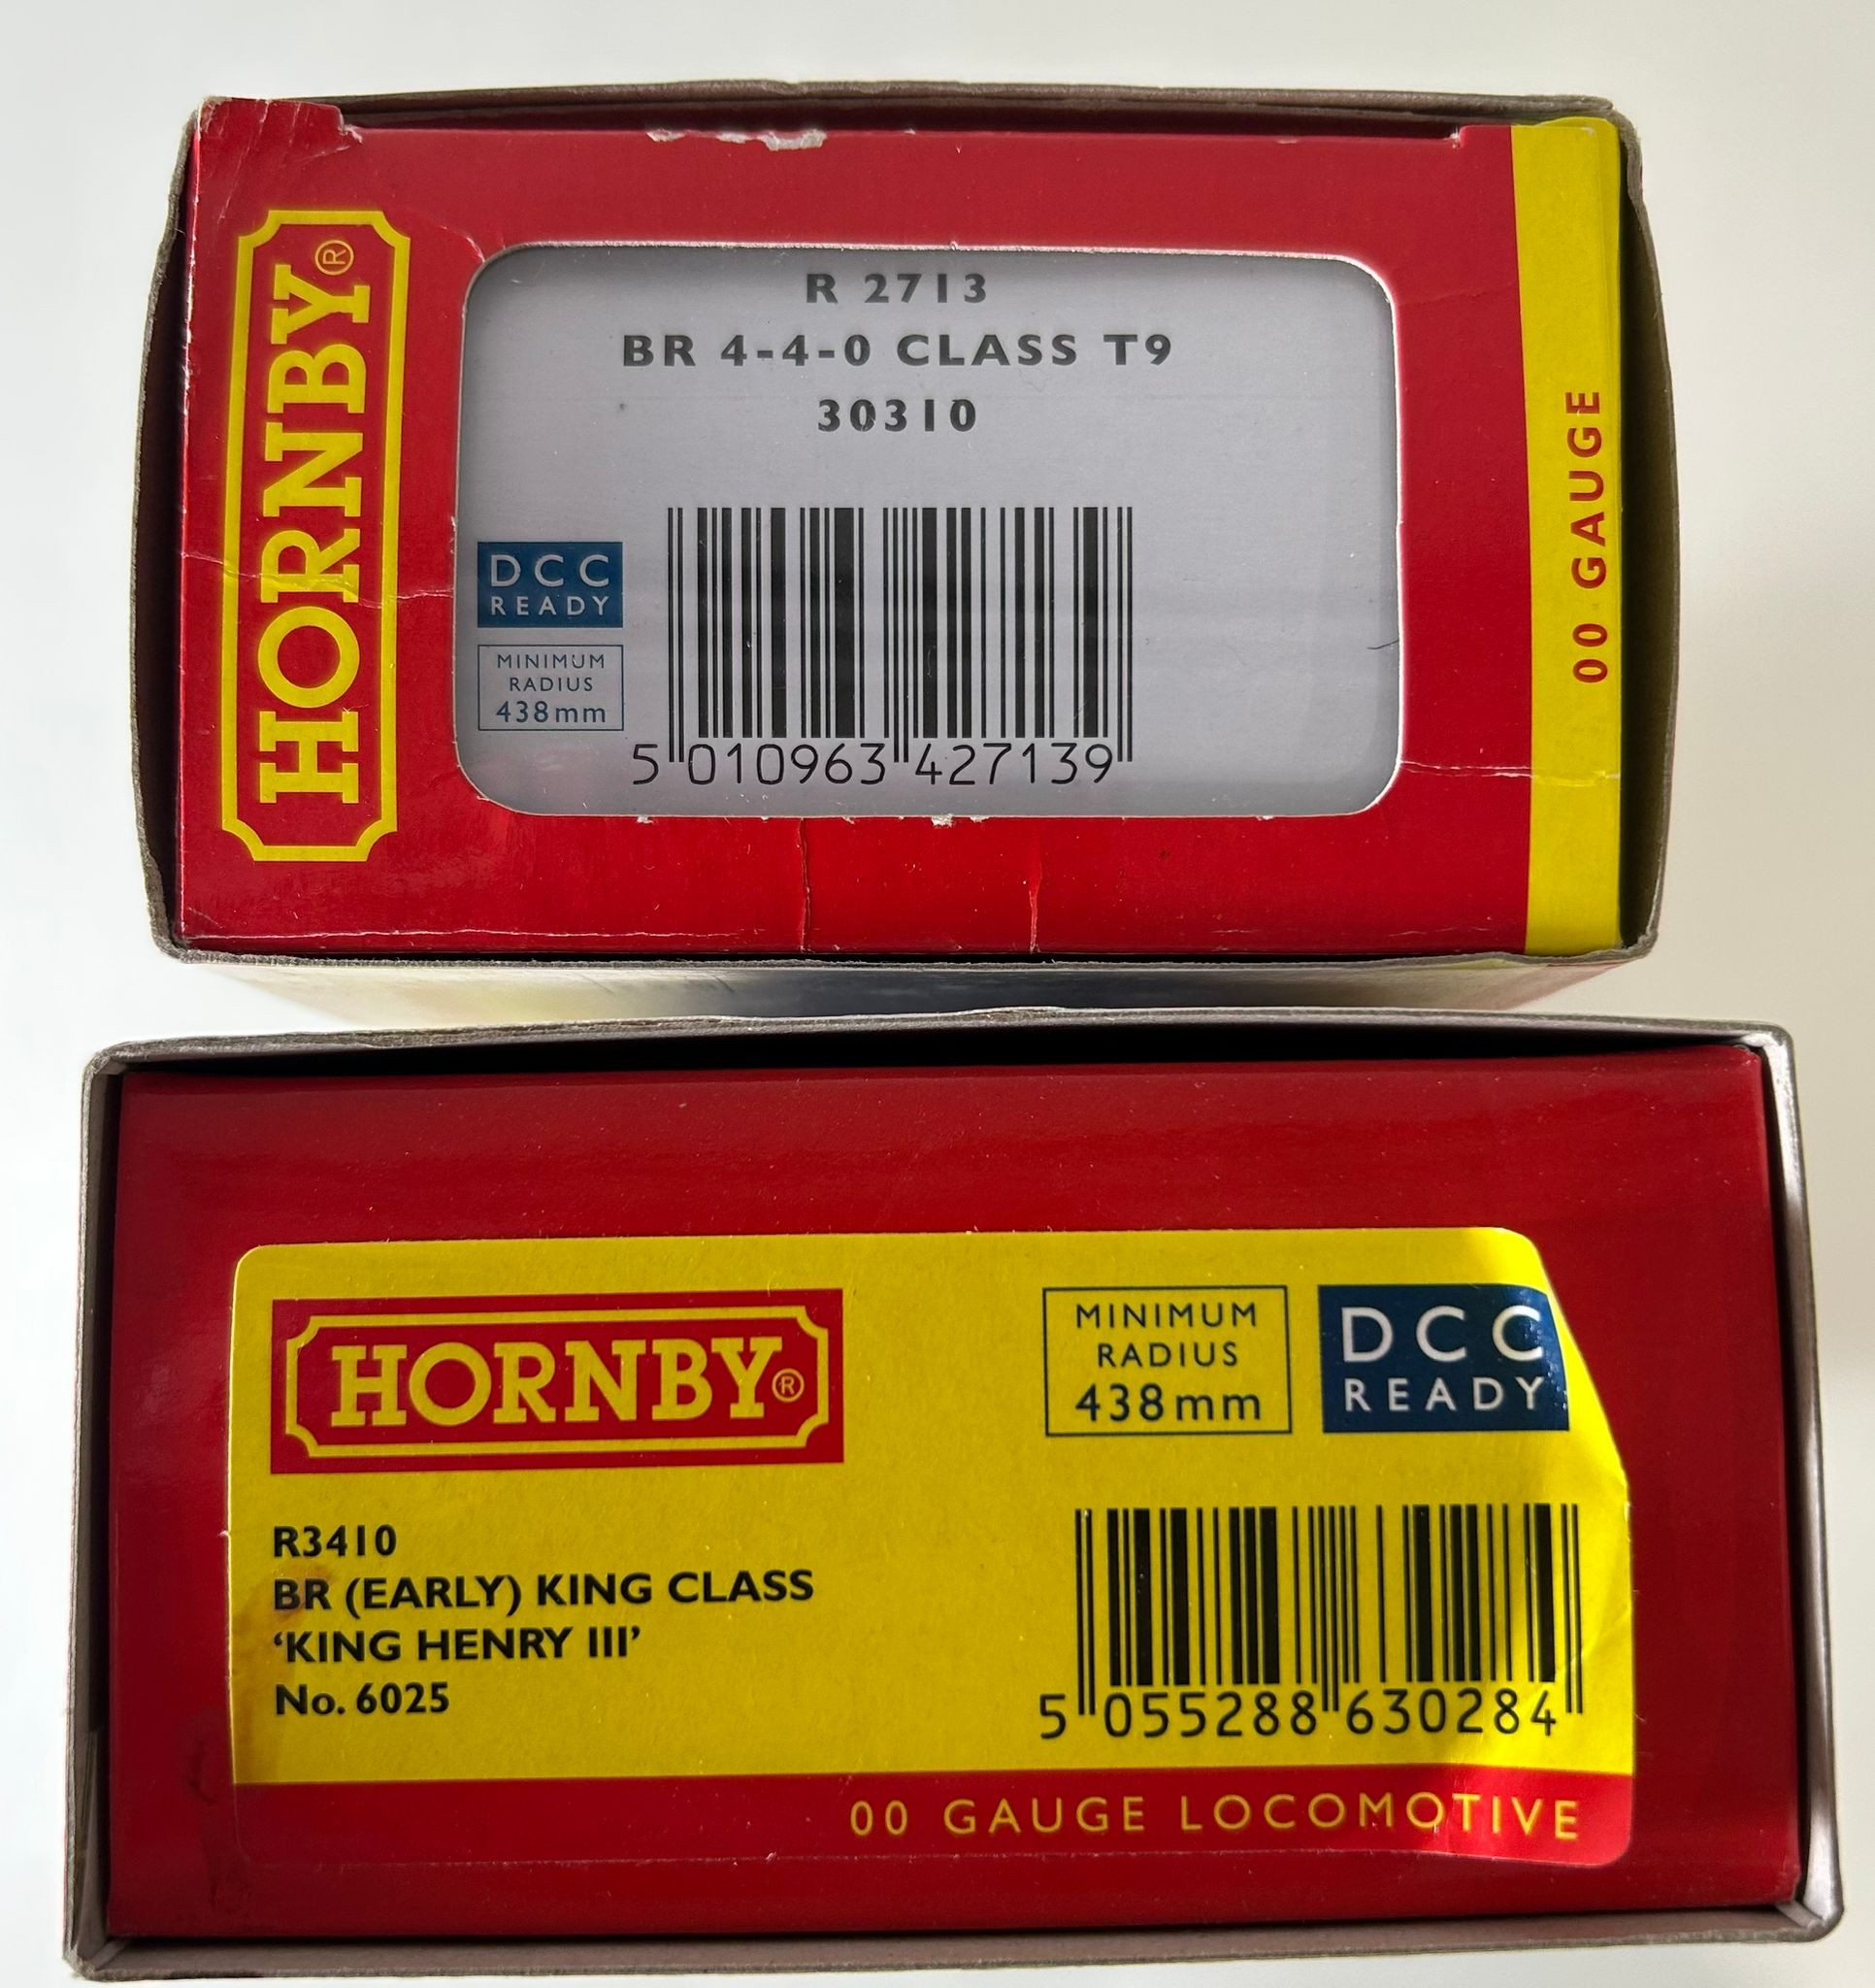 HORNBY®
R 2713
BR 4-4-0 CLASS T9
30310
DCC
READY
MINIMUM
RADIUS
438mm
5 010963 427139
00 GAUGE
HORNBY®
MINIMUM
RADIUS
438mm
DCC
READY
R3410
BR (EARLY) KING CLASS
‘KING HENRY III’
No. 6025
5 055288 630284
00 GAUGE LOCOMOTIVE